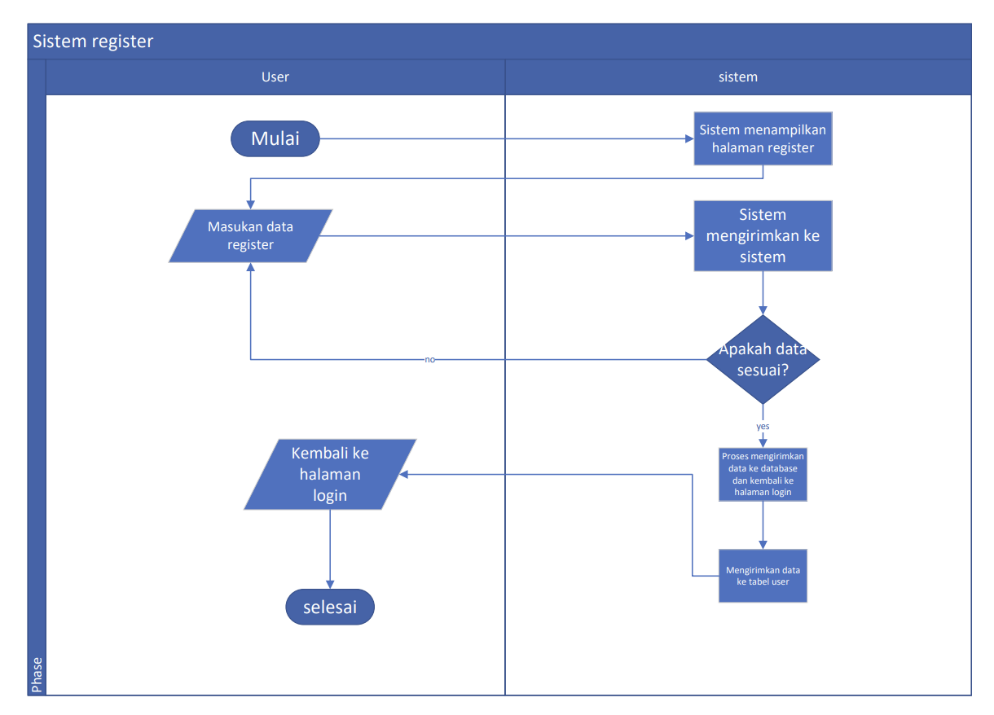 Sistem register
User
sistem
Mulai
Sistem menampilkan
halaman register
Masukan data
register
Sistem
mengirimkan ke
sistem
Apakah data
sesuai?
no
yes
Kembali ke
halaman
login
Proses mengirimkan
data ke database
dan kembali ke
halaman login
Mengirimkan data
ke tabel user
selesai
Phase